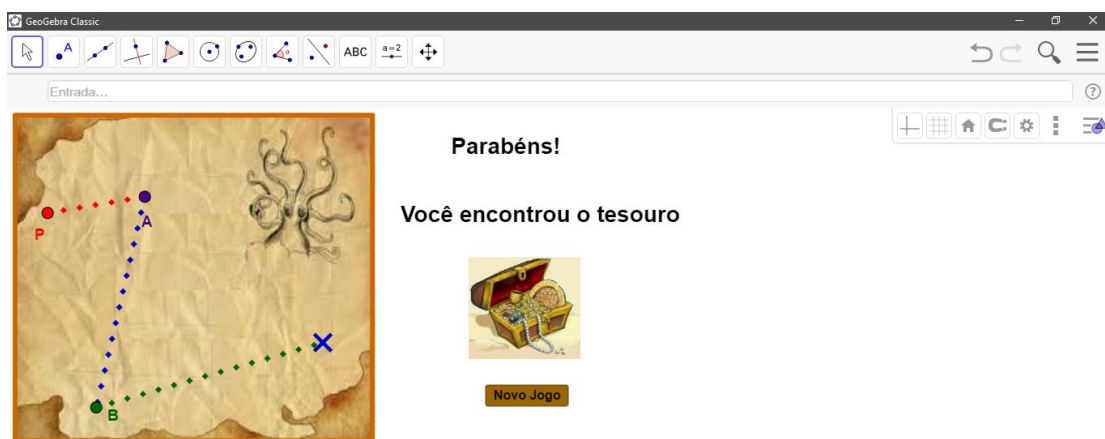 GeoGebra Classic
ABC
a=2
Entrada...
Parabéns!
Você encontrou o tesouro
A
P
B
Novo Jogo